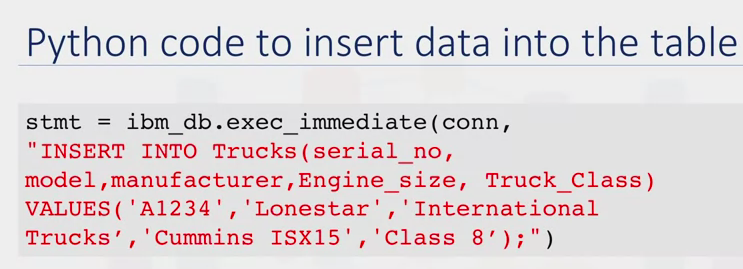 Python code to insert data into the table
stmt = ibm_db.exec_immediate(conn,
"INSERT INTO Trucks(serial_no,
model,manufacturer,Engine_size, Truck_Class)
VALUES('A1234','Lonestar','International
Trucks’,'Cummins ISX15','Class 8’);")